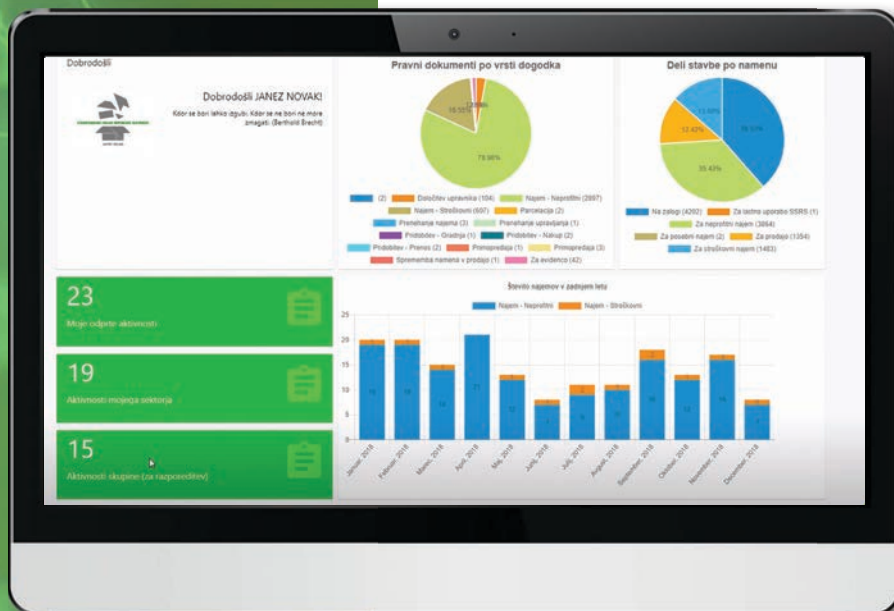 Dobrodošli
Dobrodošli JANEZ NOVAK!
Kdor se bori lahko izgubi. Kdor se ne bori ne more
zmagati. (Berthold Brecht)
Pravni dokumenti po vrsti dogodka
79.98%
(2) Določitev upravnika (104) Najem - Neprofitni (2897)
Najem - Stroškovni (607) Parcelacija (2)
Prenehanje najema (3) Prenehanje upravljanja (1)
Pridobitev - Gradnja (1) Pridobitev - Nakup (2)
Pridobitev - Prenos (2) Primopredaja (1) Primopredaja (3)
Sprememba namena v prodajo (1) Za evidenco (42)
Deli stavbe po namenu
12.42%
35.43%
Na zalogi (4202) Za lastno uporabo SSRS (1)
Za neprofitni najem (3864)
Za posebni najem (2) Za prodajo (1354)
Za stroškovni najem (1483)
23
Moje odprte aktivnosti
19
Aktivnosti mojega sektorja
15
Aktivnosti skupine (za razporeditev)
Število najemov v zadnjem letu
Najem - Neprofitni Najem - Stroškovni
25
20
15
10
5
0
Januar, 2018
Februar, 2018
Marec, 2018
April, 2018
Maj, 2018
Junij, 2018
Julij, 2018
Avgust, 2018
September, 2018
Oktober, 2018
November, 2018
December, 2018